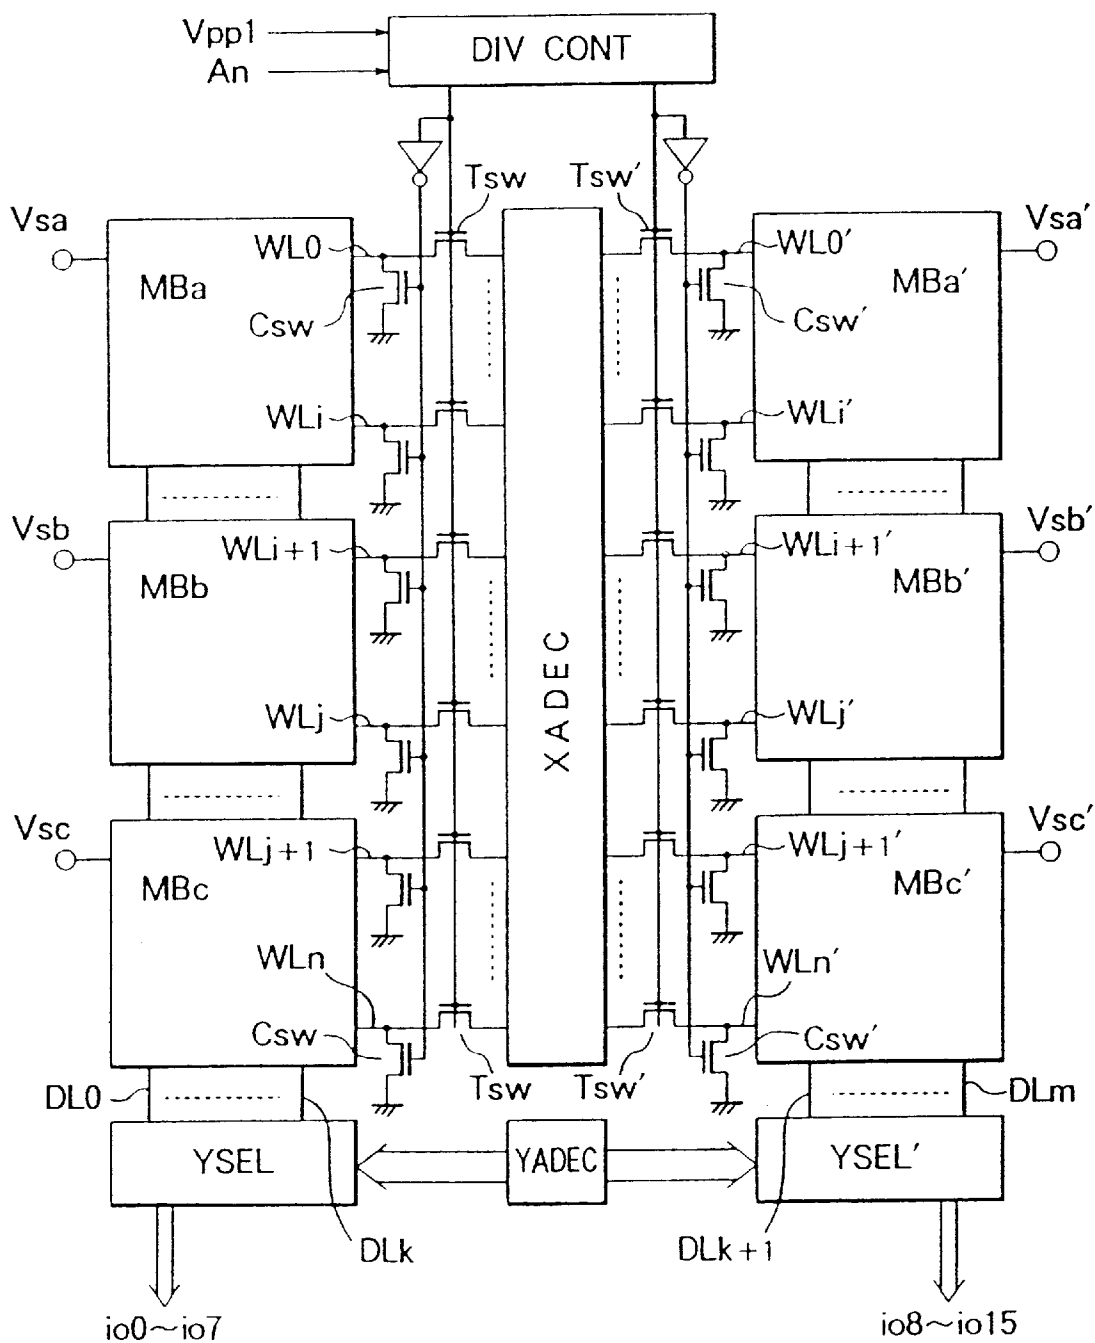 Vpp1
DIV CONT
An
Tsw
Tsw′
Vsa
Vsa′
WL0
WL0′
MBa
MBa′
Csw
Csw′
WLi
WLi′
Vsb
Vsb′
WLi+1
WLi+1′
MBb
MBb′
XADEC
WLj
WLj′
Vsc
Vsc′
WLj+1
WLj+1′
MBc
MBc′
WLn
WLn′
Csw
Csw′
Tsw
Tsw′
DL0
DLm
YSEL
YADEC
YSEL′
DLk
DLk+1
io0~io7
io8~io15